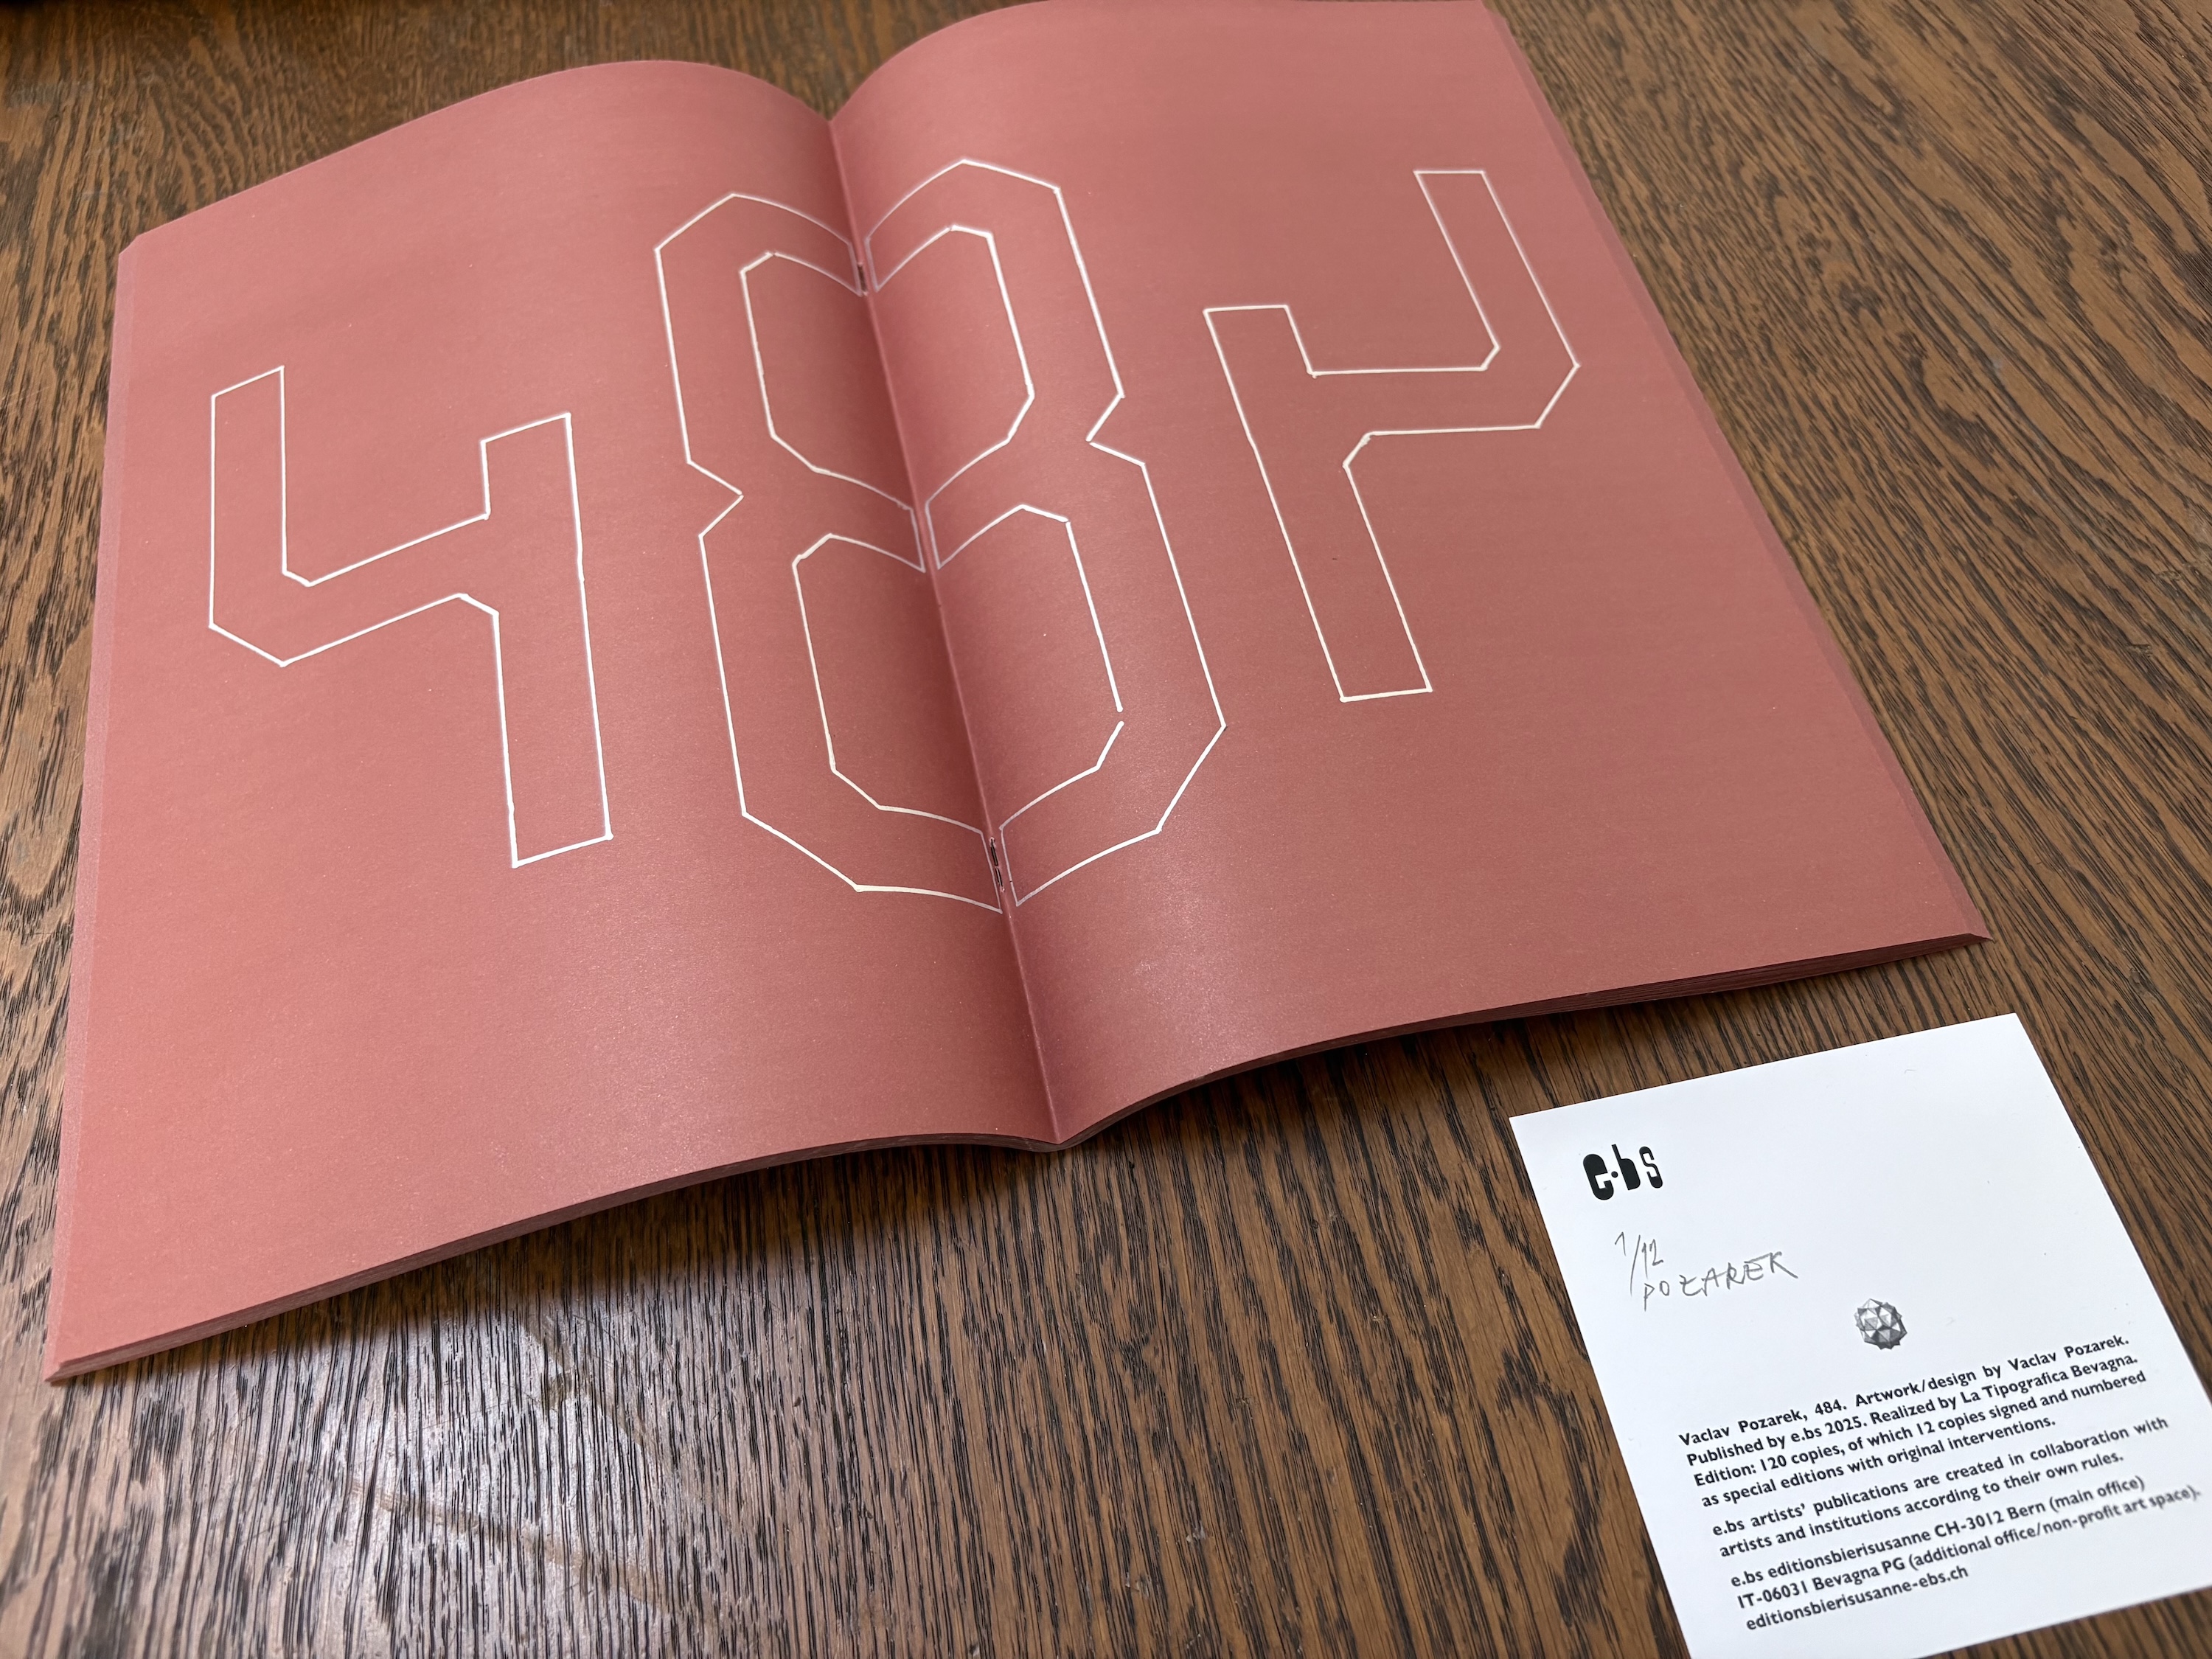 484
e.bs
1/12
POZAREK
Vaclav Pozarek, 484. Artwork/design by Vaclav Pozarek.
Published by e.bs 2025. Realized by La Tipografica Bevagna.
Edition: 120 copies, of which 12 copies signed and numbered
as special editions with original interventions.
e.bs artists' publications are created in collaboration with
artists and institutions according to their own rules.
e.bs editionsbierisusanne CH-3012 Bern (main office)
IT-06031 Bevagna PG (additional office/non-profit art space).
editionsbierisusanne-ebs.ch